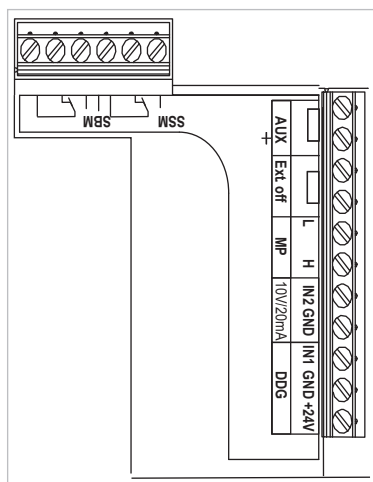 SBM
SSM
+
AUX
Ext off
MP
L
H
10V/20mA
IN2 GND
DDG
IN1 GND +24V